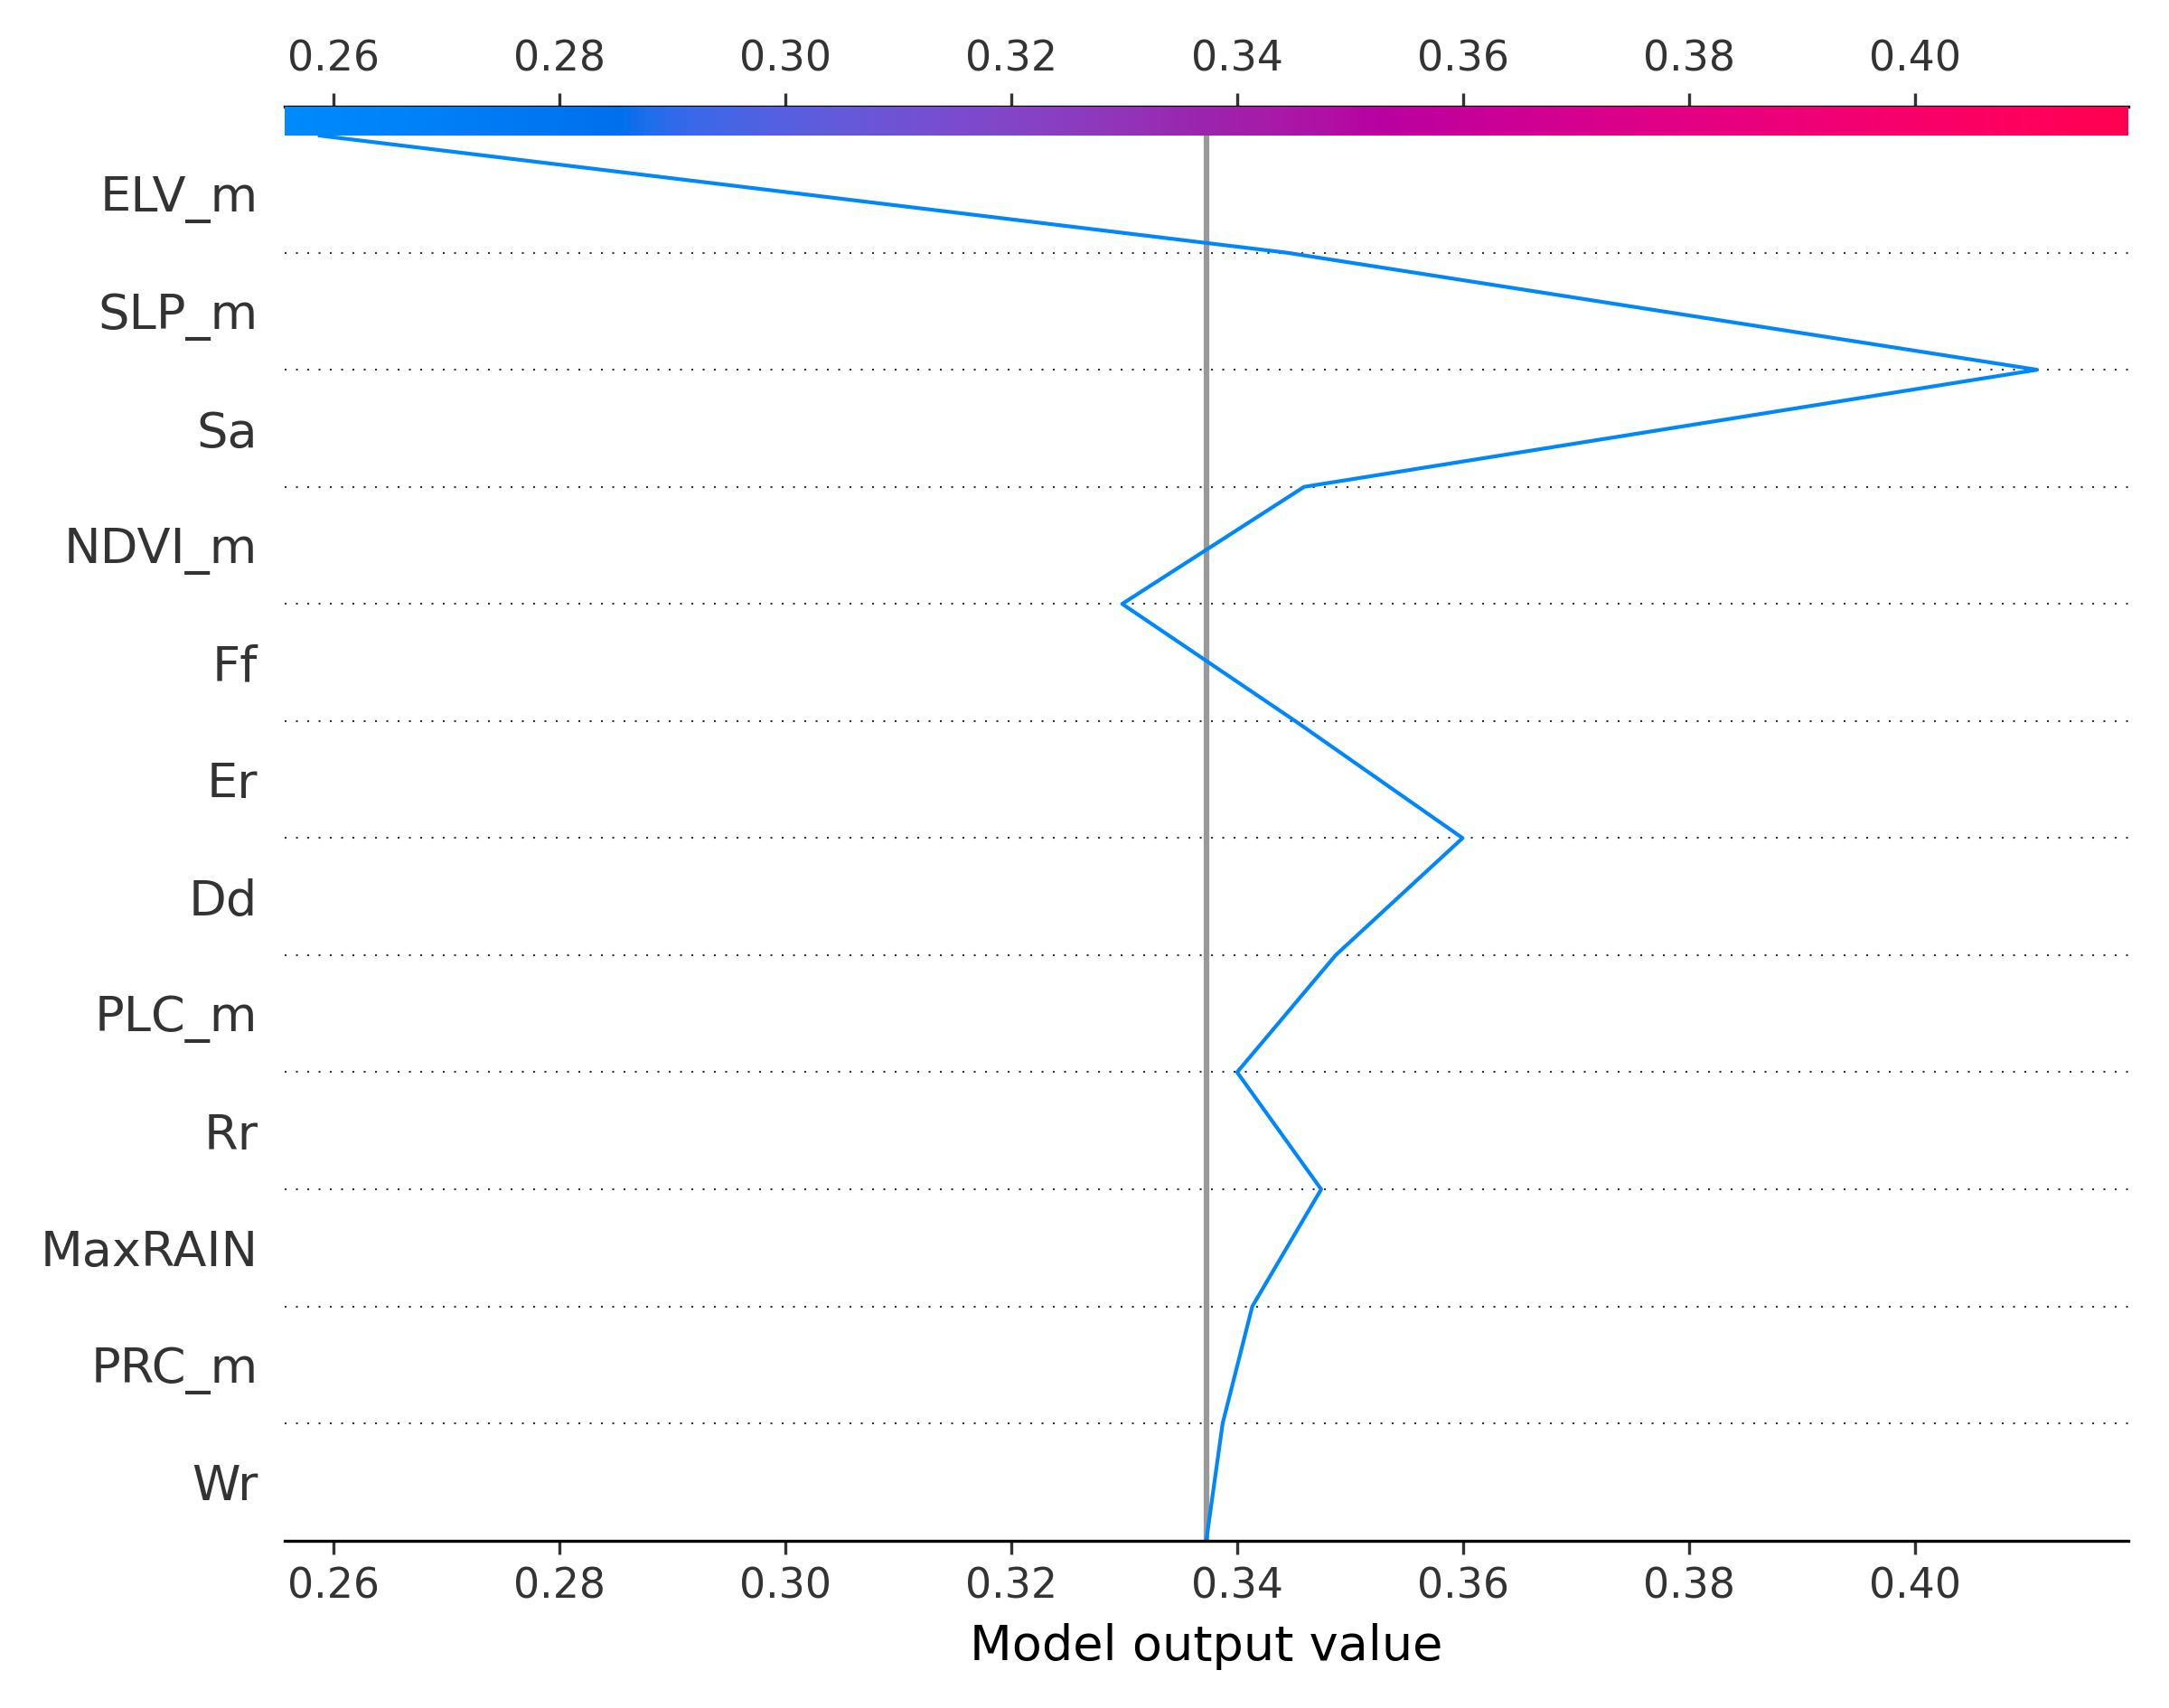 0.26 0.28 0.30 0.32 0.34 0.36 0.38 0.40
ELV_m
SLP_m
Sa
NDVI_m
Ff
Er
Dd
PLC_m
Rr
MaxRAIN
PRC_m
Wr
0.26 0.28 0.30 0.32 0.34 0.36 0.38 0.40
Model output value